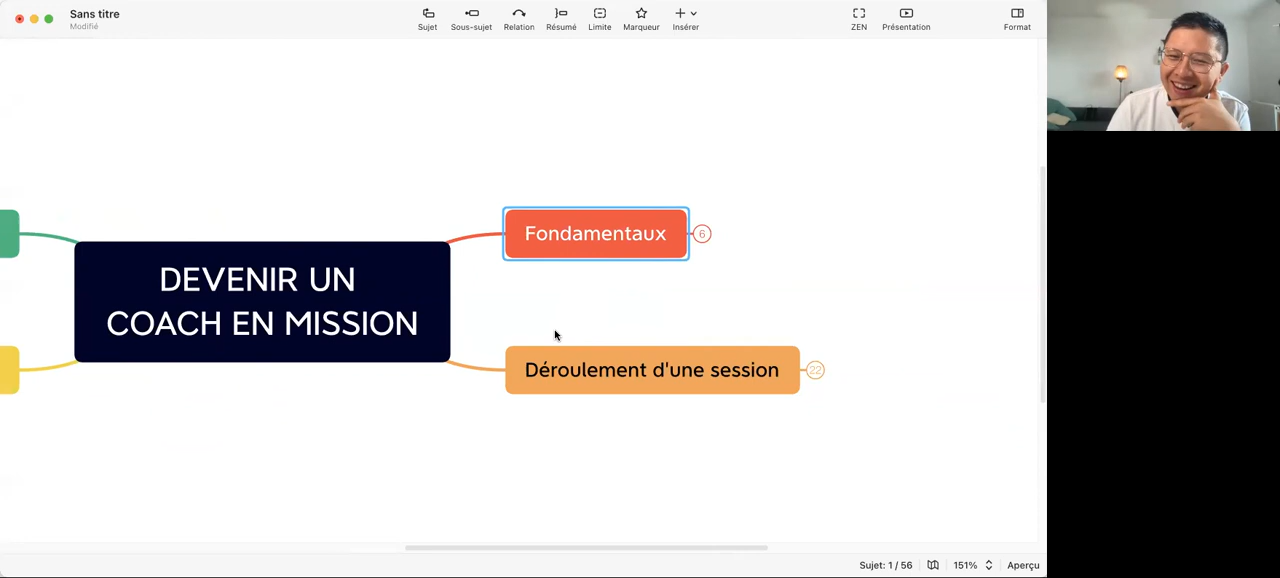 Sans titre
Modifié
Sujet
Sous-sujet
Relation
Résumé
Limite
Marqueur
Insérer
ZEN
Présentation
Format
DEVENIR UN
COACH EN MISSION
Fondamentaux
6
Déroulement d'une session
22
Sujet: 1 / 56
151%
Aperçu